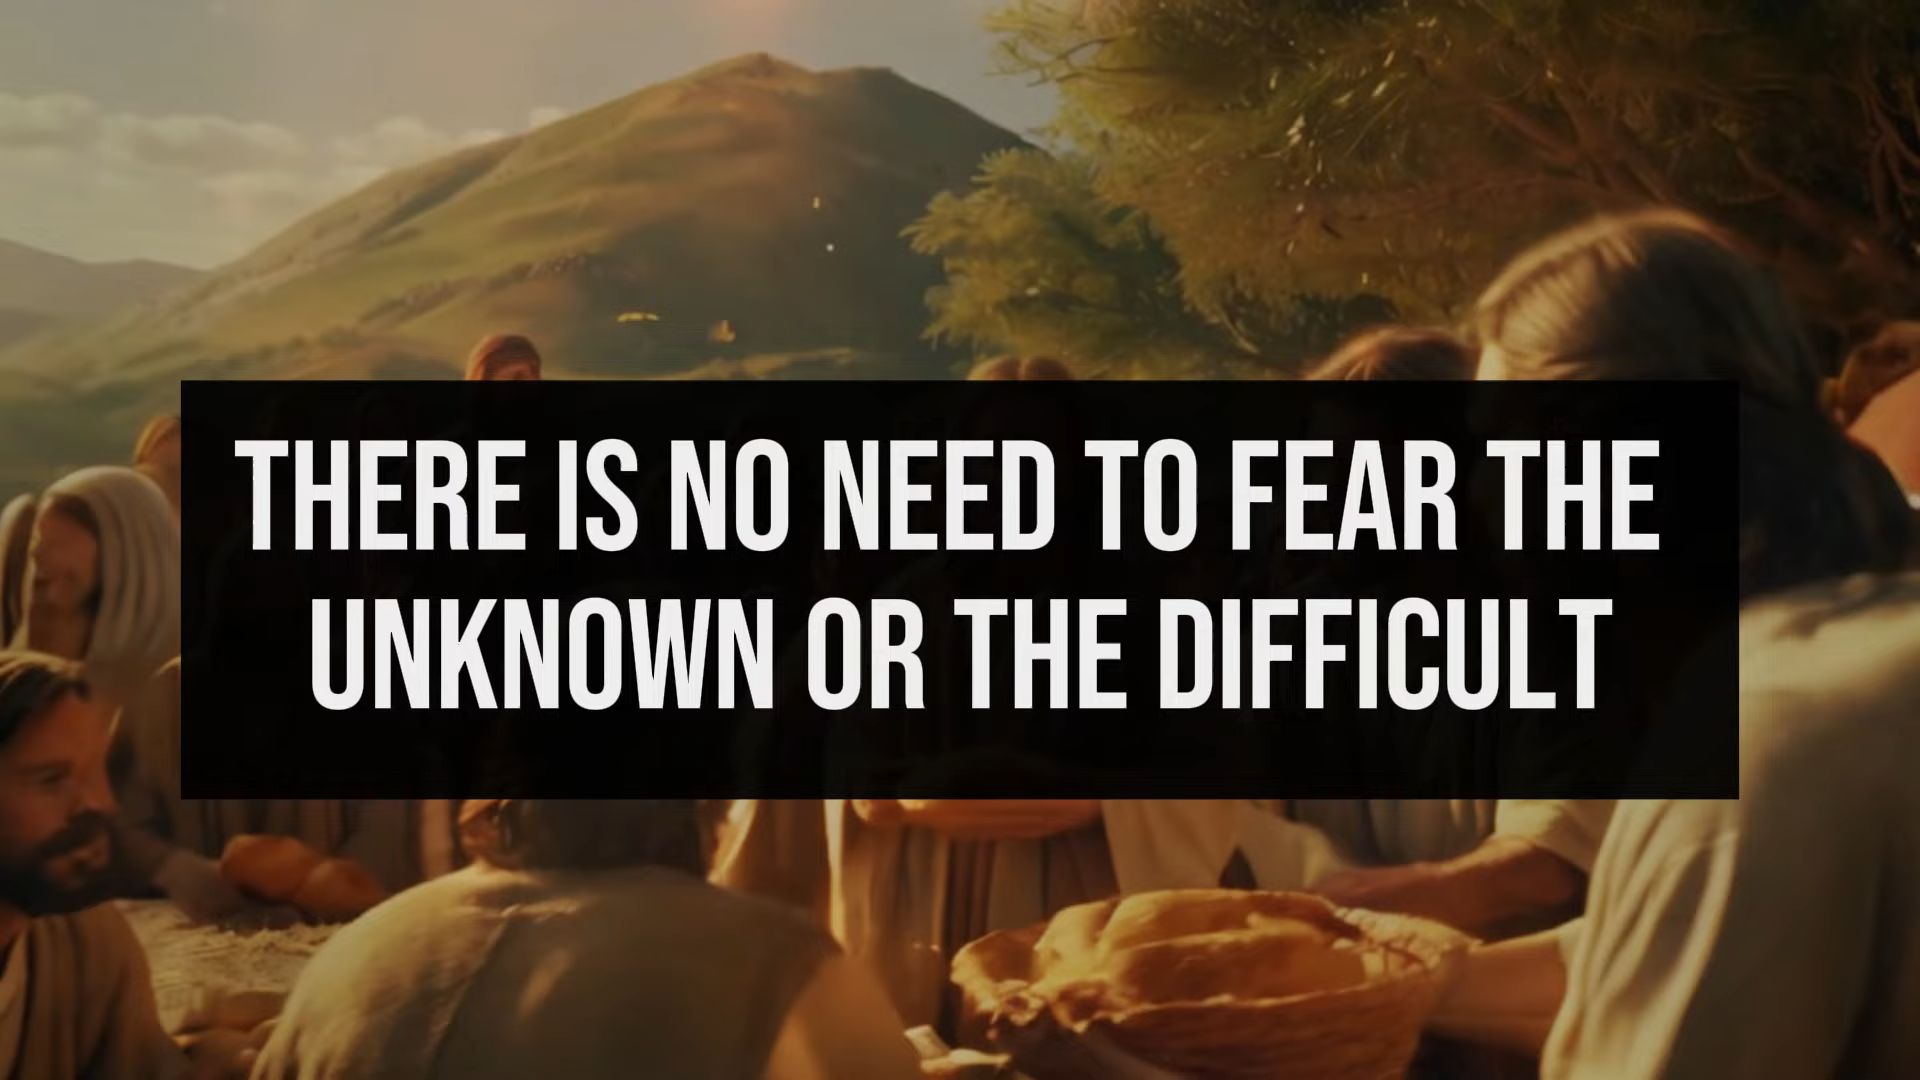 THERE IS NO NEED TO FEAR THE
UNKNOWN OR THE DIFFICULT